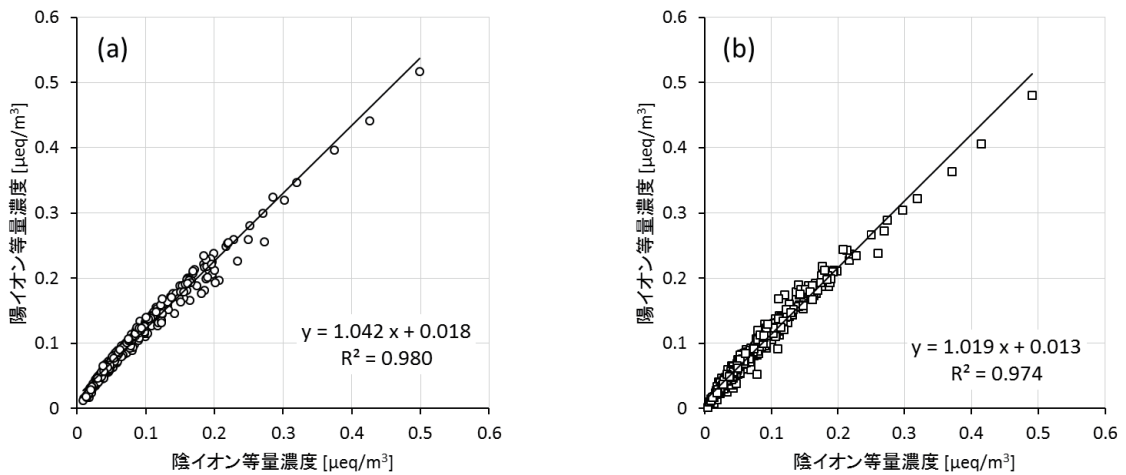 (a)
0.6
0.5
0.4
0.3
0.2
0.1
0
陽イオン等量濃度 [μeq/m³]
y = 1.042 x + 0.018
R² = 0.980
0 0.1 0.2 0.3 0.4 0.5 0.6
陰イオン等量濃度 [μeq/m³]
(b)
0.6
0.5
0.4
0.3
0.2
0.1
0
陽イオン等量濃度 [μeq/m³]
y = 1.019 x + 0.013
R² = 0.974
0 0.1 0.2 0.3 0.4 0.5 0.6
陰イオン等量濃度 [μeq/m³]